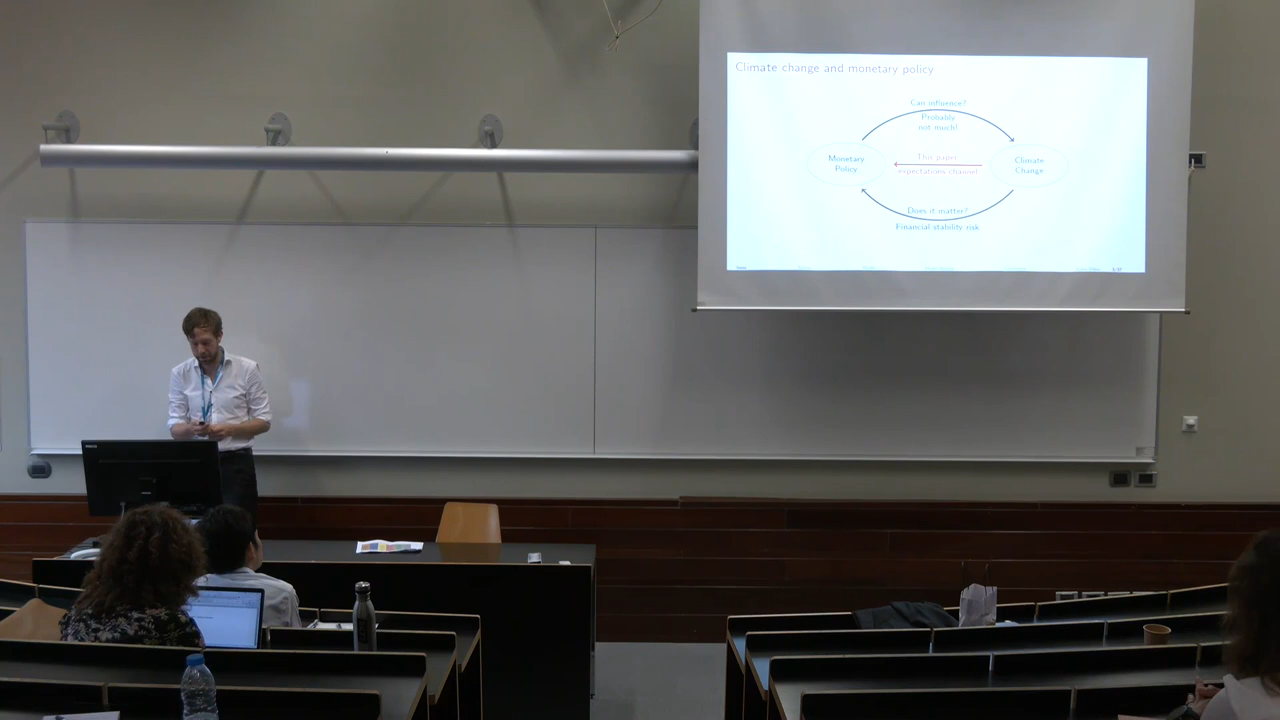 Climate change and monetary policy
Can influence?
Probably
not much!
Monetary
Policy
This paper:
expectations channel
Climate
Change
Does it matter?
Financial stability risk